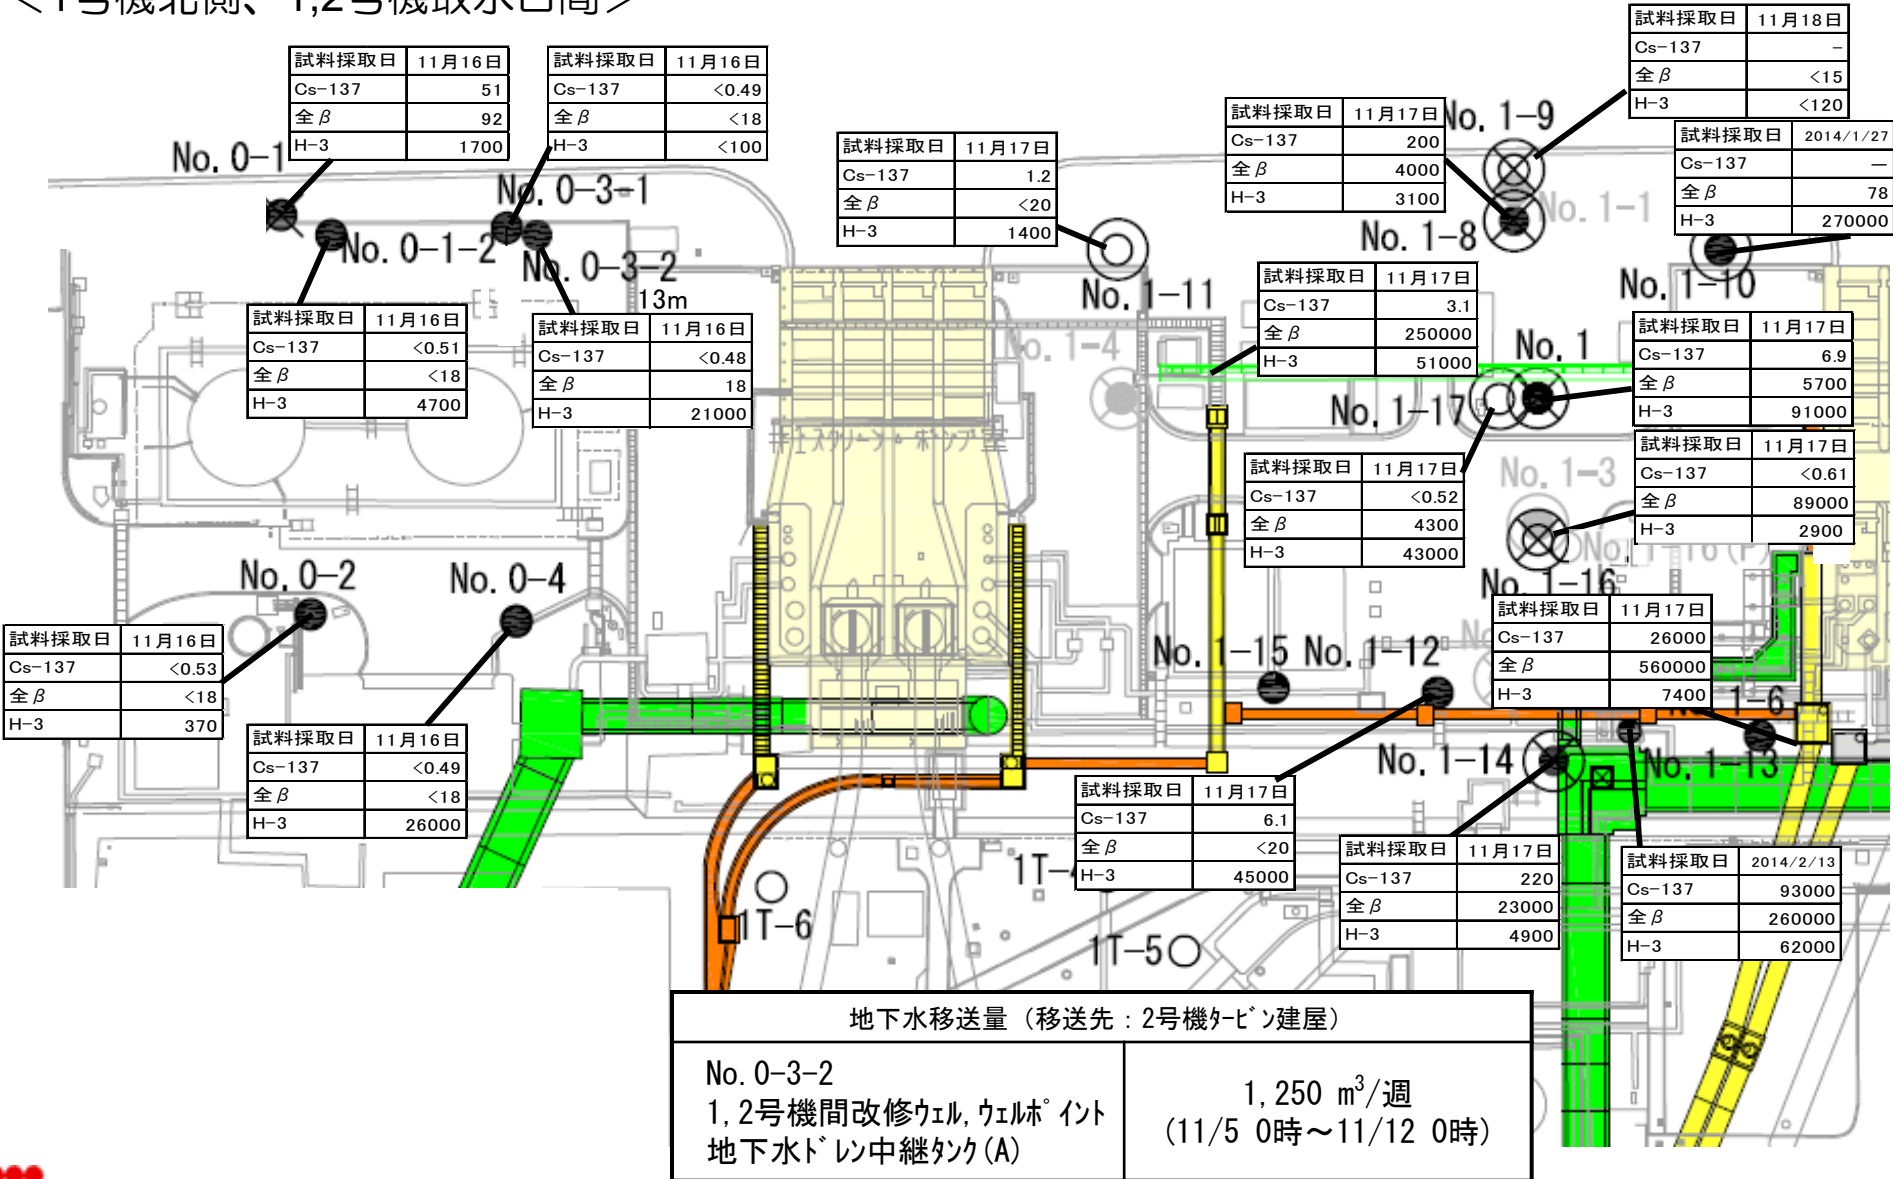 ＜1号機北側、1,2号機取水口間＞
試料採取日 11月16日
Cs-137 51
全β 92
H-3 1700
試料採取日 11月16日
Cs-137 <0.49
全β <18
H-3 <100
試料採取日 11月17日
Cs-137 1.2
全β <20
H-3 1400
試料採取日 11月17日
Cs-137 200
全β 4000
H-3 3100
試料採取日 11月18日
Cs-137 -
全β <15
H-3 <120
試料採取日 2014/1/27
Cs-137 —
全β 78
H-3 270000
No. 0-1
No. 0-3-1
No. 0-1-2
No. 0-3-2
13m
No. 1-9
No. 1-1
No. 1-8
No. 1-11
No. 1-10
試料採取日 11月16日
Cs-137 <0.51
全β <18
H-3 4700
試料採取日 11月16日
Cs-137 <0.48
全β 18
H-3 21000
No. 1-4
試料採取日 11月17日
Cs-137 3.1
全β 250000
H-3 51000
No. 1
試料採取日 11月17日
Cs-137 6.9
全β 5700
H-3 91000
No. 1-17
スクリーン・ポンプ室
試料採取日 11月17日
Cs-137 <0.52
全β 4300
H-3 43000
No. 1-3
試料採取日 11月17日
Cs-137 <0.61
全β 89000
H-3 2900
No. 1-16(P)
No. 1-16
No. 0-2
No. 0-4
試料採取日 11月16日
Cs-137 <0.53
全β <18
H-3 370
試料採取日 11月16日
Cs-137 <0.49
全β <18
H-3 26000
No. 1-15
No. 1-12
試料採取日 11月17日
Cs-137 26000
全β 560000
H-3 7400
1-6
No. 1-14
No. 1-13
試料採取日 11月17日
Cs-137 6.1
全β <20
H-3 45000
試料採取日 11月17日
Cs-137 220
全β 23000
H-3 4900
試料採取日 2014/2/13
Cs-137 93000
全β 260000
H-3 62000
1T-6
1T-5
地下水移送量（移送先：2号機ﾀｰﾋﾞﾝ建屋）
No. 0-3-2
1, 2号機間改修ｳｪﾙ, ｳｪﾙﾎﾟｲﾝﾄ
地下水ﾄﾞﾚﾝ中継ﾀﾝｸ(A)
1, 250 m³/週
(11/5 0時～11/12 0時)